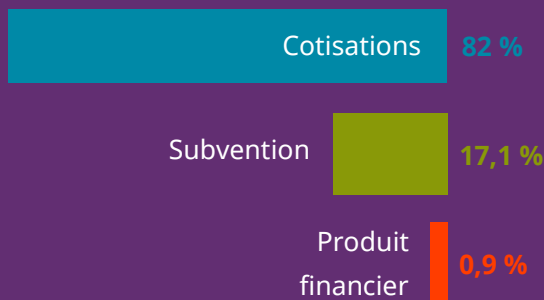 Cotisations 82 %
Subvention 17,1 %
Produit
financier 0,9 %